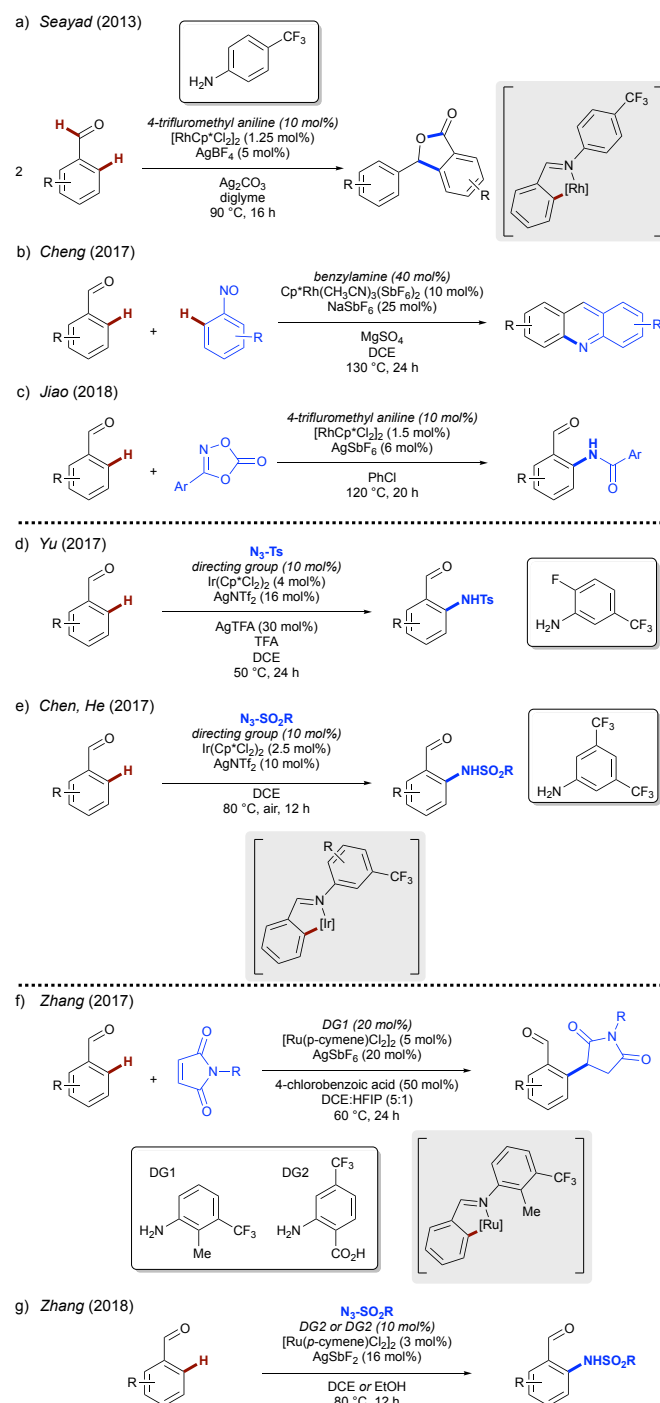 a) Seayad (2013)
CF3
H2N
4-trifluromethyl aniline (10 mol%)
[RhCp*Cl2]2 (1.25 mol%)
AgBF4 (5 mol%)
Ag2CO3
diglyme
90 °C, 16 h
2
H
O
H
R
O
O
R
R
CF3
N
[Rh]
b) Cheng (2017)
O
H
R
+
NO
H
R
benzylamine (40 mol%)
Cp*Rh(CH3CN)3(SbF6)2 (10 mol%)
NaSbF6 (25 mol%)
MgSO4
DCE
130 °C, 24 h
R
N
R
c) Jiao (2018)
O
H
R
+
N
O
O
O
Ar
4-trifluromethyl aniline (10 mol%)
[RhCp*Cl2]2 (1.5 mol%)
AgSbF6 (6 mol%)
PhCl
120 °C, 20 h
O
H
N
Ar
O
R
d) Yu (2017)
O
H
R
N3-Ts
directing group (10 mol%)
Ir(Cp*Cl2)2 (4 mol%)
AgNTf2 (16 mol%)
AgTFA (30 mol%)
TFA
DCE
50 °C, 24 h
O
NHTs
R
F
H2N
CF3
e) Chen, He (2017)
O
H
R
N3-SO2R
directing group (10 mol%)
Ir(Cp*Cl2)2 (2.5 mol%)
AgNTf2 (10 mol%)
DCE
80 °C, air, 12 h
O
NHSO2R
R
CF3
H2N
CF3
R
CF3
N
[Ir]
f) Zhang (2017)
O
H
R
+
O
N-R
O
DG1 (20 mol%)
[Ru(p-cymene)Cl2]2 (5 mol%)
AgSbF6 (20 mol%)
4-chlorobenzoic acid (50 mol%)
DCE:HFIP (5:1)
60 °C, 24 h
R
O
N
O
O
R
DG1
H2N
CF3
Me
DG2
CF3
H2N
CO2H
CF3
N
Me
[Ru]
g) Zhang (2018)
O
H
R
N3-SO2R
DG2 or DG2 (10 mol%)
[Ru(p-cymene)Cl2]2 (3 mol%)
AgSbF2 (16 mol%)
DCE or EtOH
80 °C, 12 h
O
NHSO2R
R